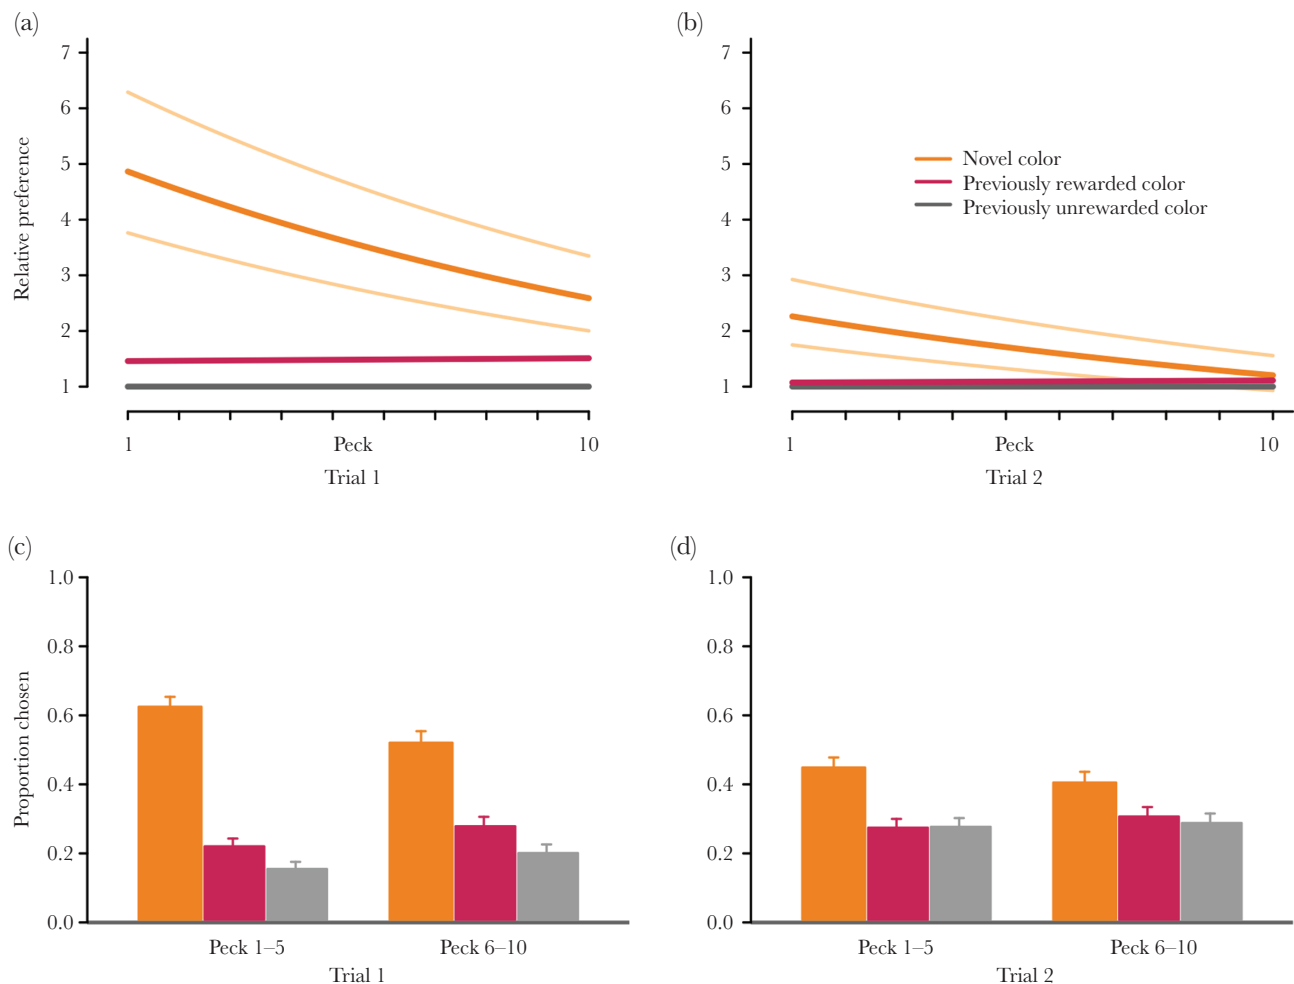 (a)
7
6
5
4
3
2
1
Relative preference
1 Peck 10
Trial 1
(b)
7
6
5
4
3
2
1
Novel color
Previously rewarded color
Previously unrewarded color
1 Peck 10
Trial 2
(c)
1.0
0.8
0.6
0.4
0.2
0.0
Proportion chosen
Peck 1–5 Peck 6–10
Trial 1
(d)
1.0
0.8
0.6
0.4
0.2
0.0
Peck 1–5 Peck 6–10
Trial 2